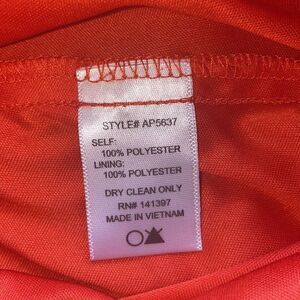 STYLE# AP5637
SELF:
100% POLYESTER
LINING:
100% POLYESTER
DRY CLEAN ONLY
RN# 141397
MADE IN VIETNAM